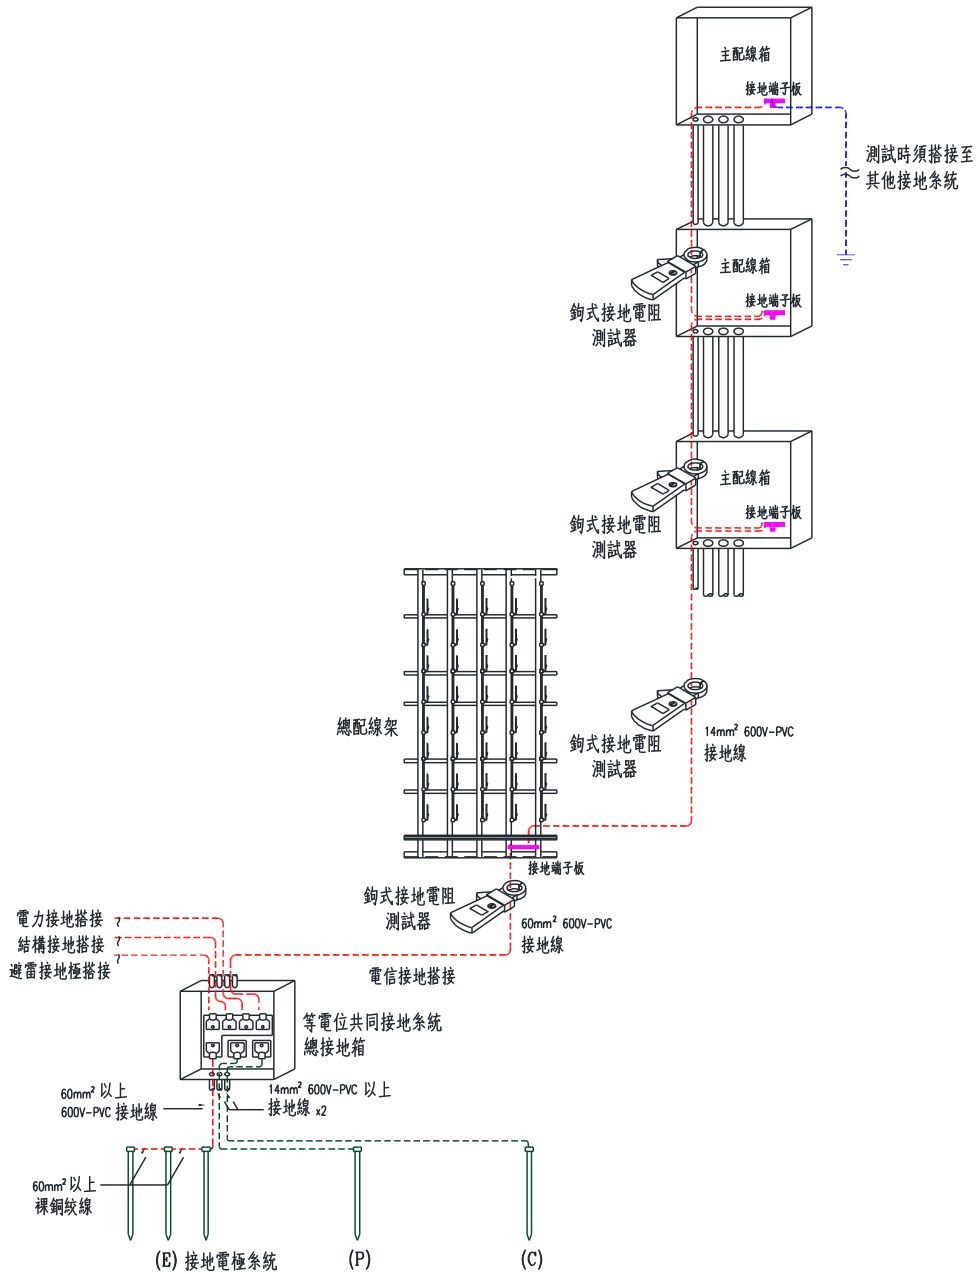 主配線箱
接地端子板
測試時須搭接至
其他接地系統
主配線箱
接地端子板
鉤式接地電阻
測試器
主配線箱
接地端子板
鉤式接地電阻
測試器
總配線架
鉤式接地電阻
測試器
14mm² 600V-PVC
接地線
接地端子板
鉤式接地電阻
測試器
60mm² 600V-PVC
接地線
電力接地搭接
結構接地搭接
避雷接地極搭接
電信接地搭接
等電位共同接地系統
總接地箱
60mm² 以上
600V-PVC 接地線
14mm² 600V-PVC 以上
接地線 x2
60mm² 以上
裸銅絞線
(E) 接地電極系統
(P)
(C)